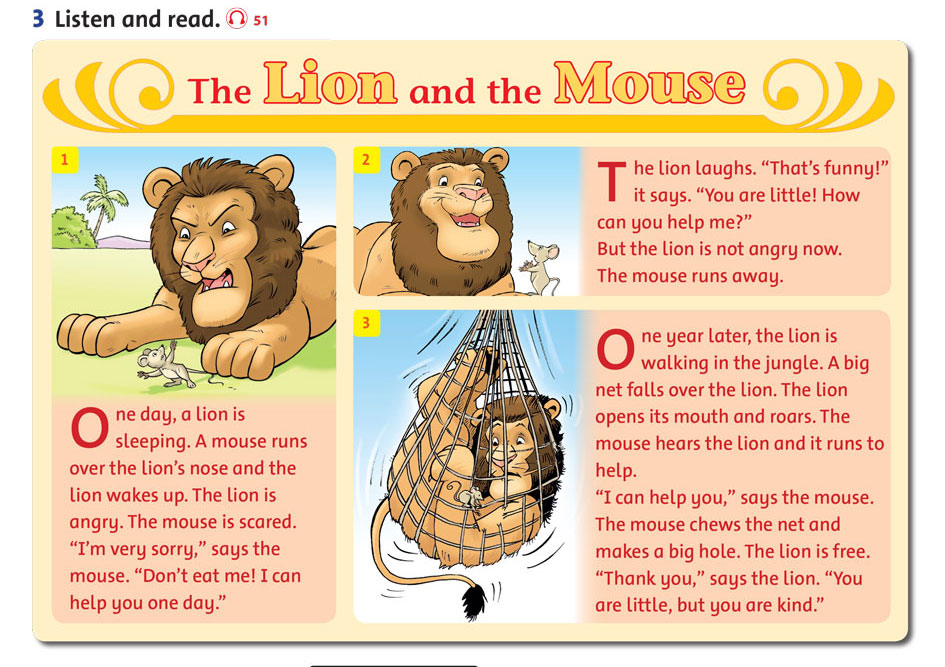 3 Listen and read. 51
The Lion and the Mouse
1
One day, a lion is
sleeping. A mouse runs
over the lion's nose and the
lion wakes up. The lion is
angry. The mouse is scared.
“I'm very sorry,” says the
mouse. “Don't eat me! I can
help you one day.”
2
The lion laughs. “That's funny!”
it says. “You are little! How
can you help me?”
But the lion is not angry now.
The mouse runs away.
3
One year later, the lion is
walking in the jungle. A big
net falls over the lion. The lion
opens its mouth and roars. The
mouse hears the lion and it runs to
help.
“I can help you,” says the mouse.
The mouse chews the net and
makes a big hole. The lion is free.
“Thank you,” says the lion. “You
are little, but you are kind.”